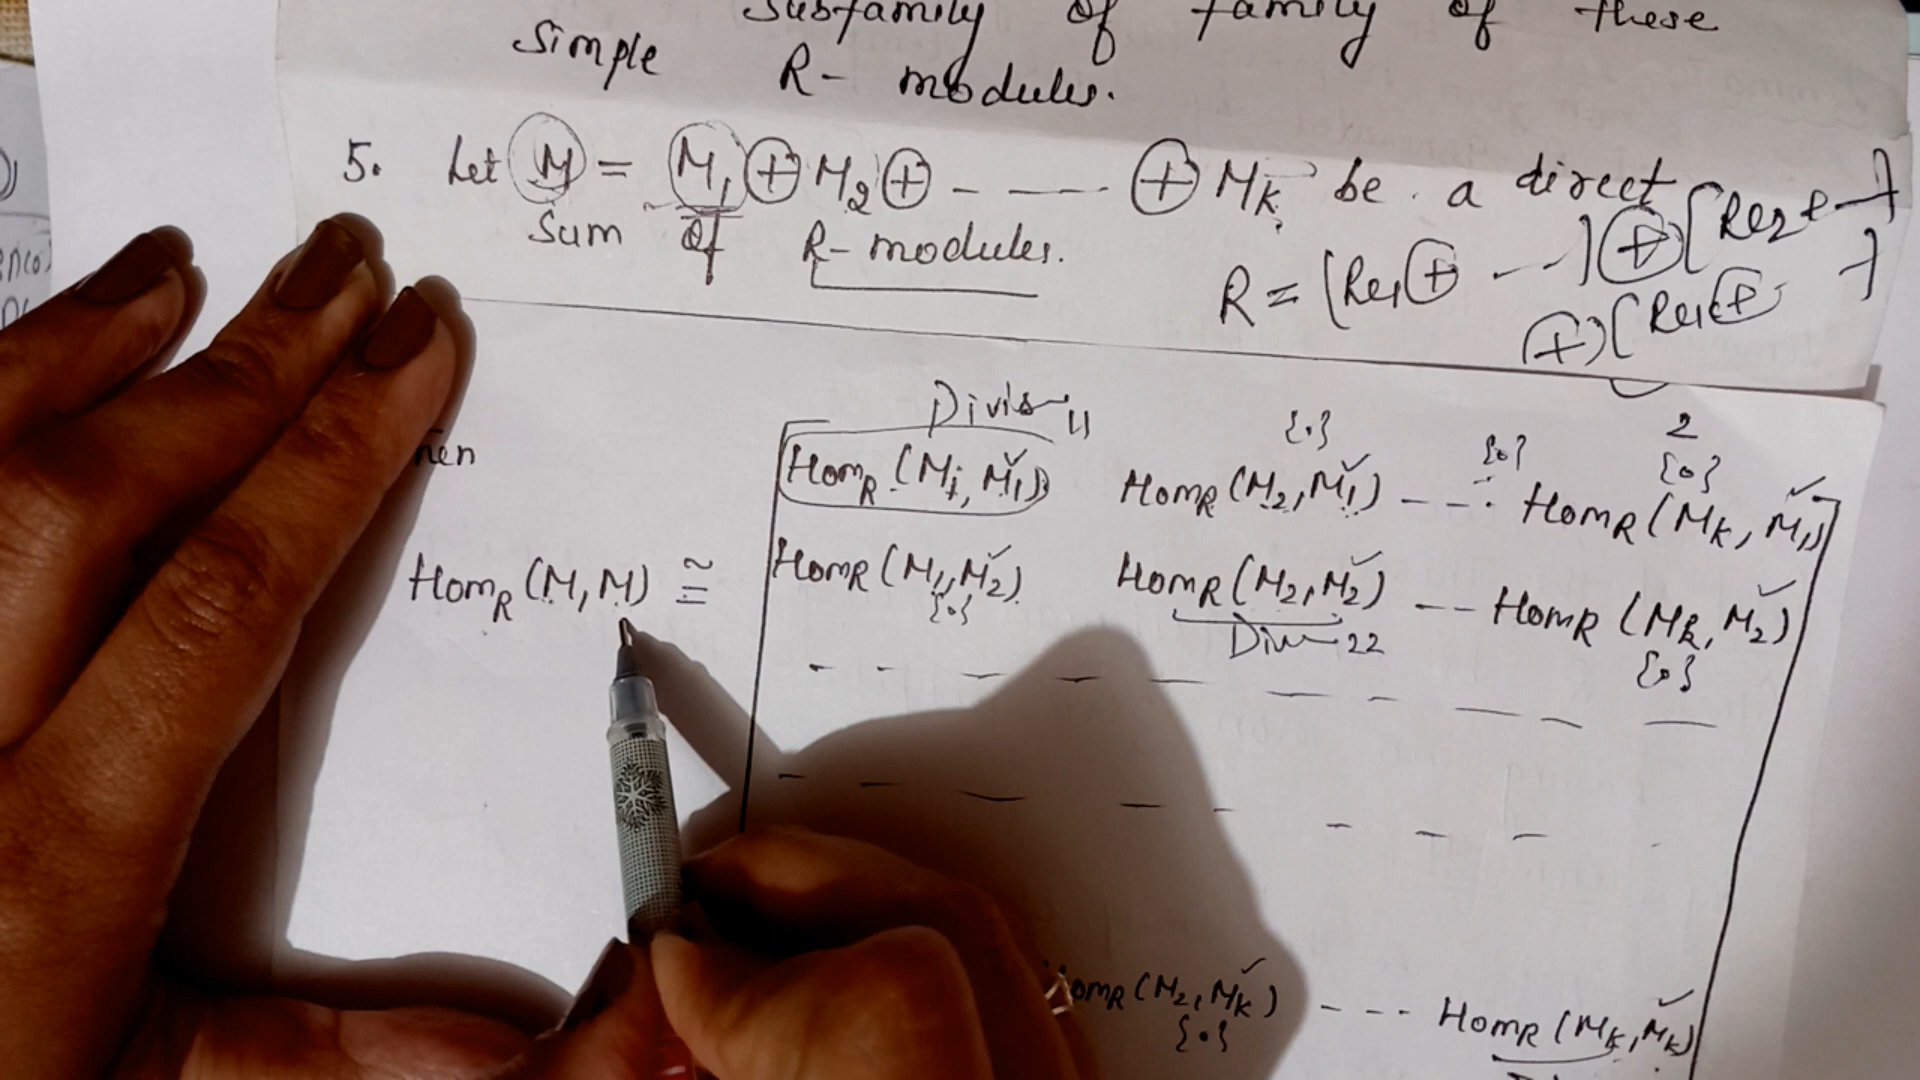 subfamily of family of these
Simple R- modules.
5. Let M = M₁ ⊕ M₂ ⊕ - - — ⊕ Mₖ be a direct
Sum of R-modules.
R = [Re₁ ⊕ ---] ⊕ [Re₂
⊕ [Re₁ ⊕ ]
Divis 11 {0} {0} 2 {0}
Hom_R (M₁, M₁) Hom_R (M₂, M₁) - - - Hom_R (Mₖ, M₁)
Hom_R (M, M) ≅ Hom_R (M₁, M₂) Hom_R (M₂, M₂) - - Hom_R (Mₖ, M₂)
{0} Div 22 {0}
Hom_R (M₂, Mₖ) - - - Hom_R (Mₖ, Mₖ)
{0}